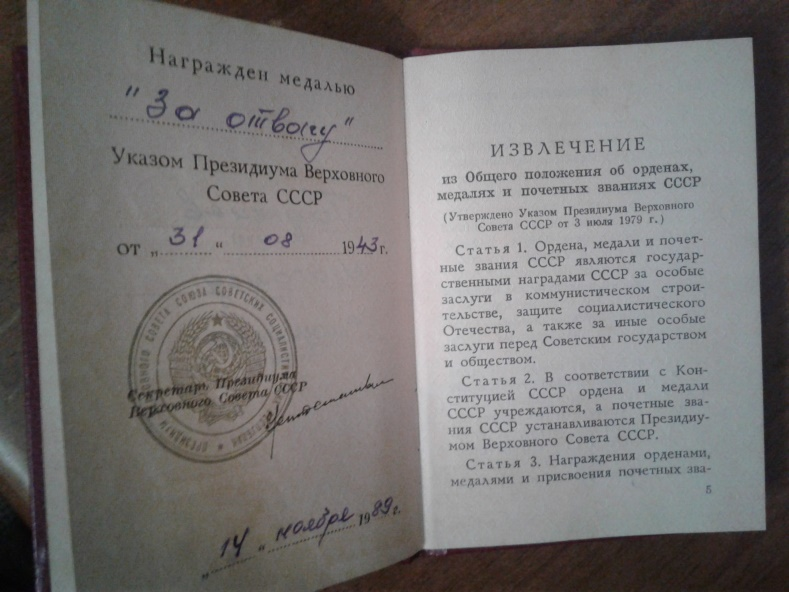 Награжден медалью
"За отвагу"
Указом Президиума Верховного
Совета СССР
от „31“ 08 1943 г.
Секретарь Президиума
Верховного Совета СССР
„14“ ноября 1989 г.
ИЗВЛЕЧЕНИЕ
из Общего положения об орденах,
медалях и почетных званиях СССР
(Утверждено Указом Президиума Верховного
Совета СССР от 3 июля 1979 г.)
Статья 1. Ордена, медали и почет-
ные звания СССР являются государ-
ственными наградами СССР за особые
заслуги в коммунистическом строи-
тельстве, защите социалистического
Отечества, а также за иные особые
заслуги перед Советским государством
и обществом.
Статья 2. В соответствии с Кон-
ституцией СССР ордена и медали
СССР учреждаются, а почетные зва-
ния СССР устанавливаются Президиу-
мом Верховного Совета СССР.
Статья 3. Награждения орденами,
медалями и присвоения почетных зва-
5